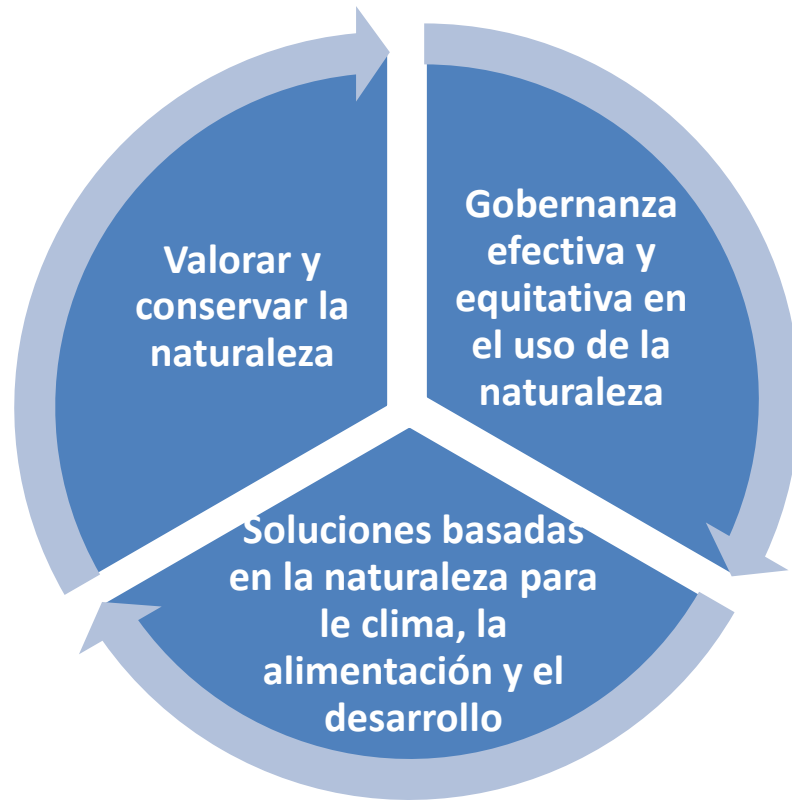 Valorar y
conservar la
naturaleza
Gobernanza
efectiva y
equitativa en
el uso de la
naturaleza
Soluciones basadas
en la naturaleza para
le clima, la
alimentación y el
desarrollo